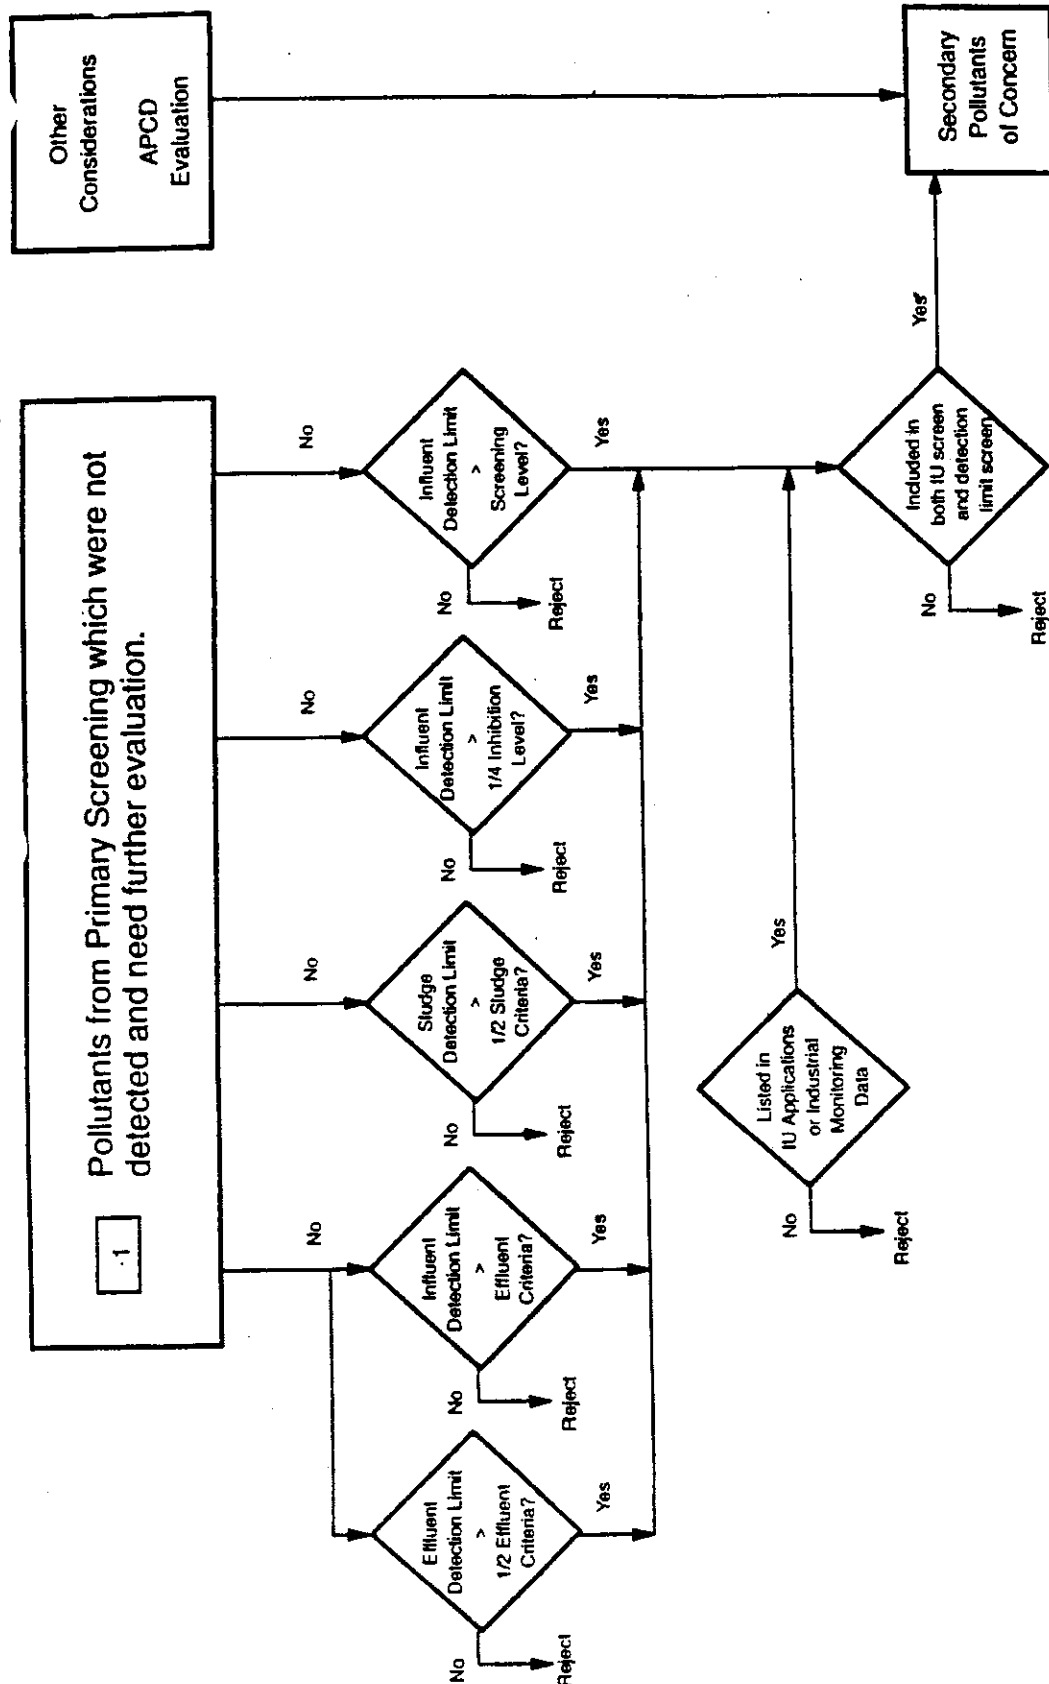 .1
Pollutants from Primary Screening which were not
detected and need further evaluation.
Other
Considerations
APCD
Evaluation
No
No
No
No
Effluent
Detection Limit
>
1/2 Effluent
Criteria?
Influent
Detection Limit
>
Effluent
Criteria?
Sludge
Detection Limit
>
1/2 Sludge
Criteria?
Influent
Detection Limit
>
1/4 Inhibition
Level?
Influent
Detection Limit
>
Screening
Level?
No
Reject
Yes
No
Reject
Yes
No
Reject
Yes
No
Reject
Yes
No
Reject
Yes
Listed in
IU Applications
or Industrial
Monitoring
Data
No
Reject
Yes
Included in
both IU screen
and detection
limit screen
No
Reject
Yes
Secondary
Pollutants
of Concern